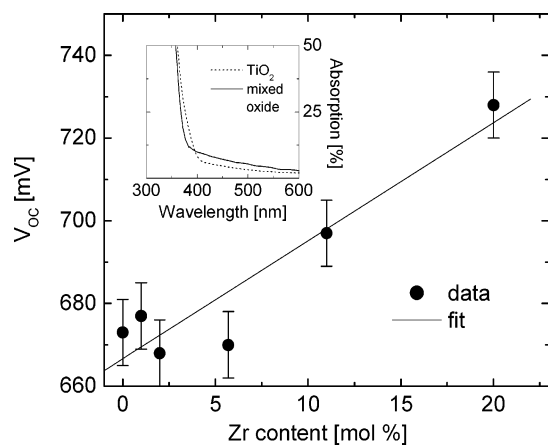 740
720
700
680
660
V_OC [mV]
0
5
10
15
20
Zr content [mol %]
data
fit
50
25
Absorption [%]
300
400
500
600
Wavelength [nm]
TiO₂
mixed
oxide